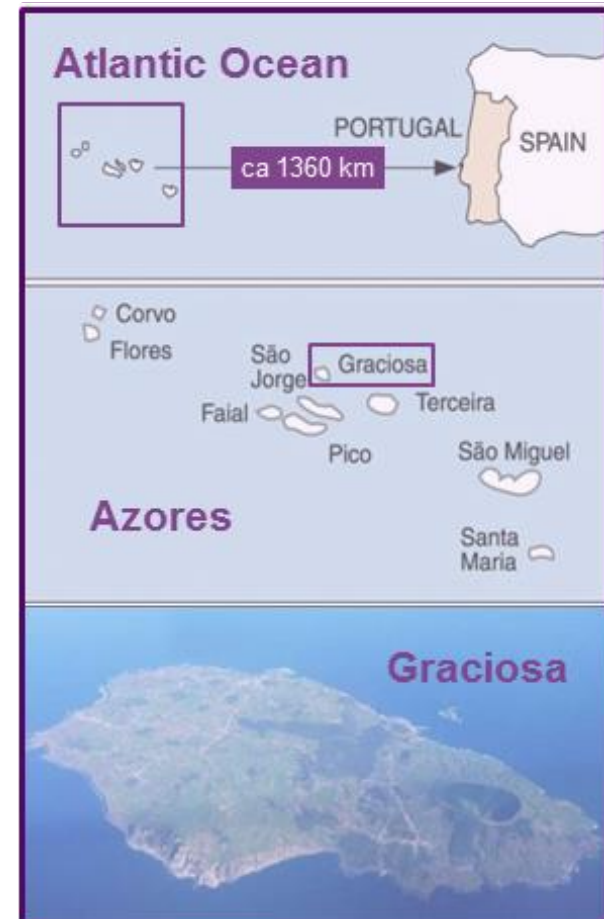 Atlantic Ocean
PORTUGAL
SPAIN
ca 1360 km
Corvo
Flores
São
Jorge
Graciosa
Faial
Terceira
Pico
São Miguel
Azores
Santa
Maria
Graciosa